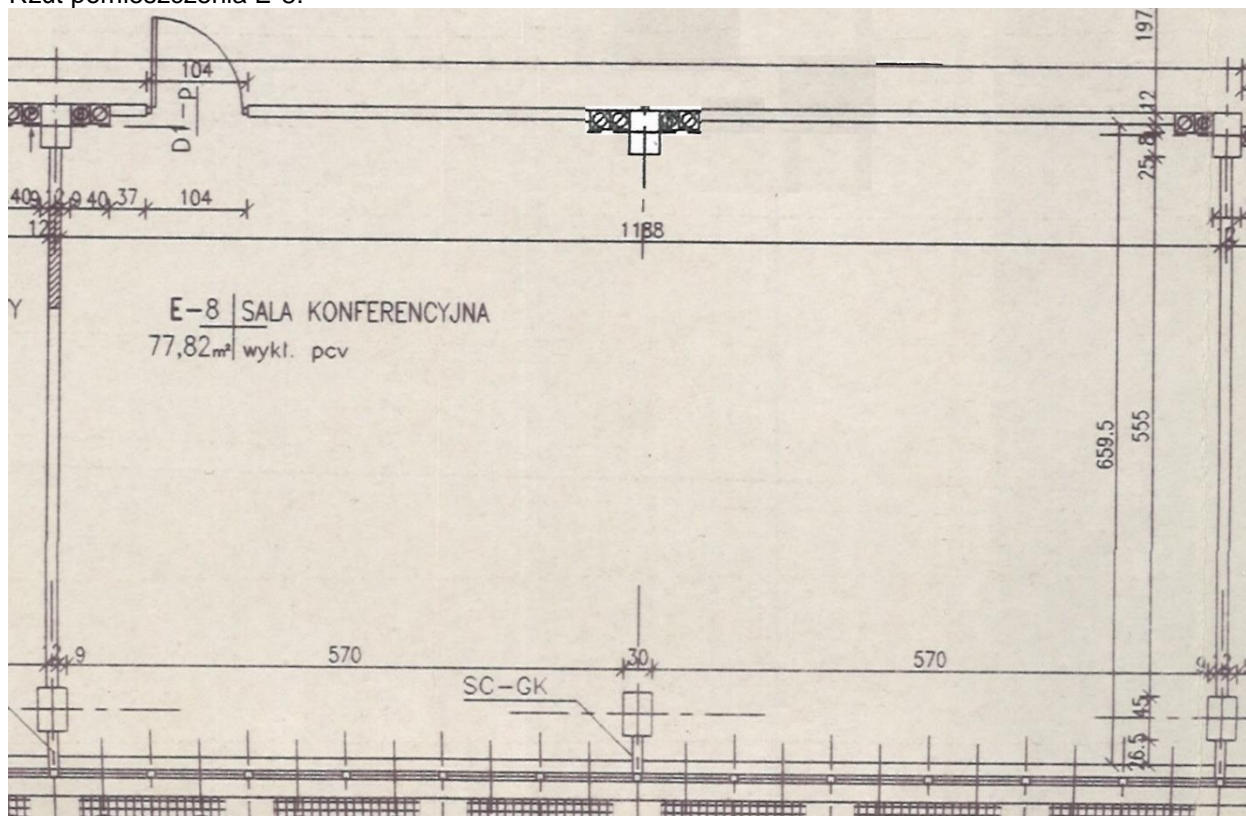 Rzut pomieszczenia E-8.
197
104
D1-P
12
25,8
40 9 12 9 40 37 104
12
1188
E-8 SALA KONFERENCYJNA
77,82m² wykł. pcv
659.5
555
9 570 30 570 9 12
SC-GK
45
26.5